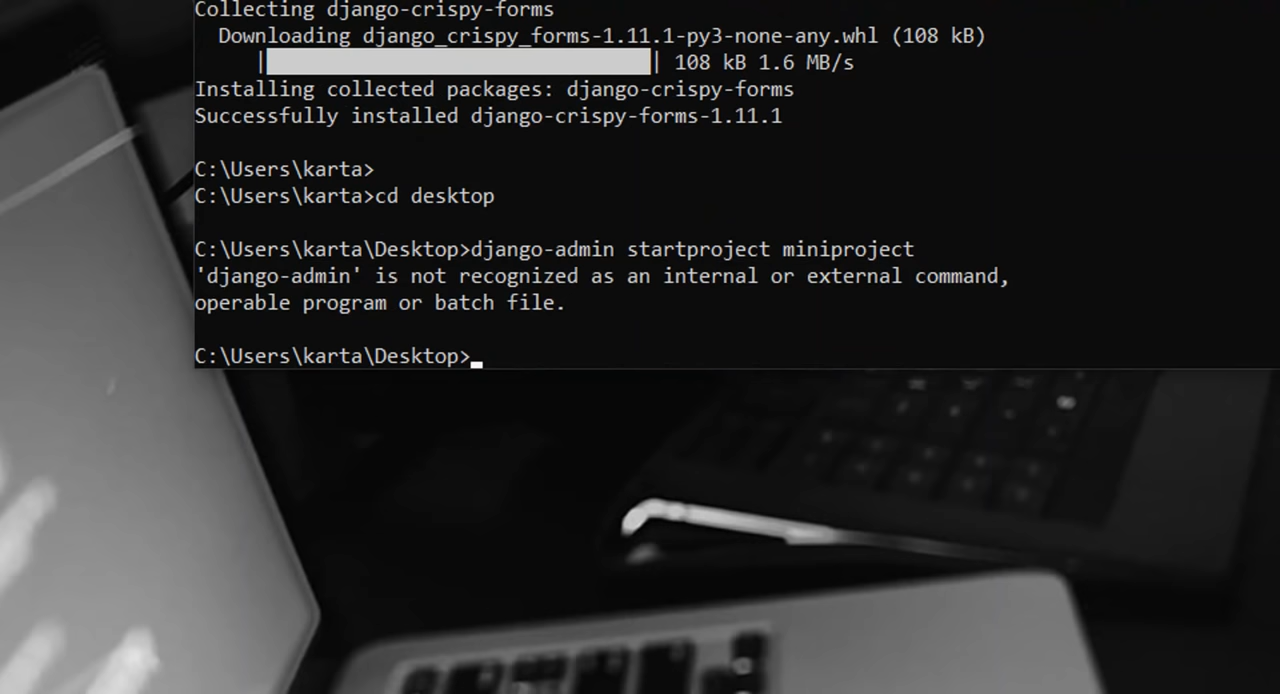 Collecting django-crispy-forms
Downloading django_crispy_forms-1.11.1-py3-none-any.whl (108 kB)
| | 108 kB 1.6 MB/s
Installing collected packages: django-crispy-forms
Successfully installed django-crispy-forms-1.11.1
C:\Users\karta>
C:\Users\karta>cd desktop
C:\Users\karta\Desktop>django-admin startproject miniproject
'django-admin' is not recognized as an internal or external command,
operable program or batch file.
C:\Users\karta\Desktop>